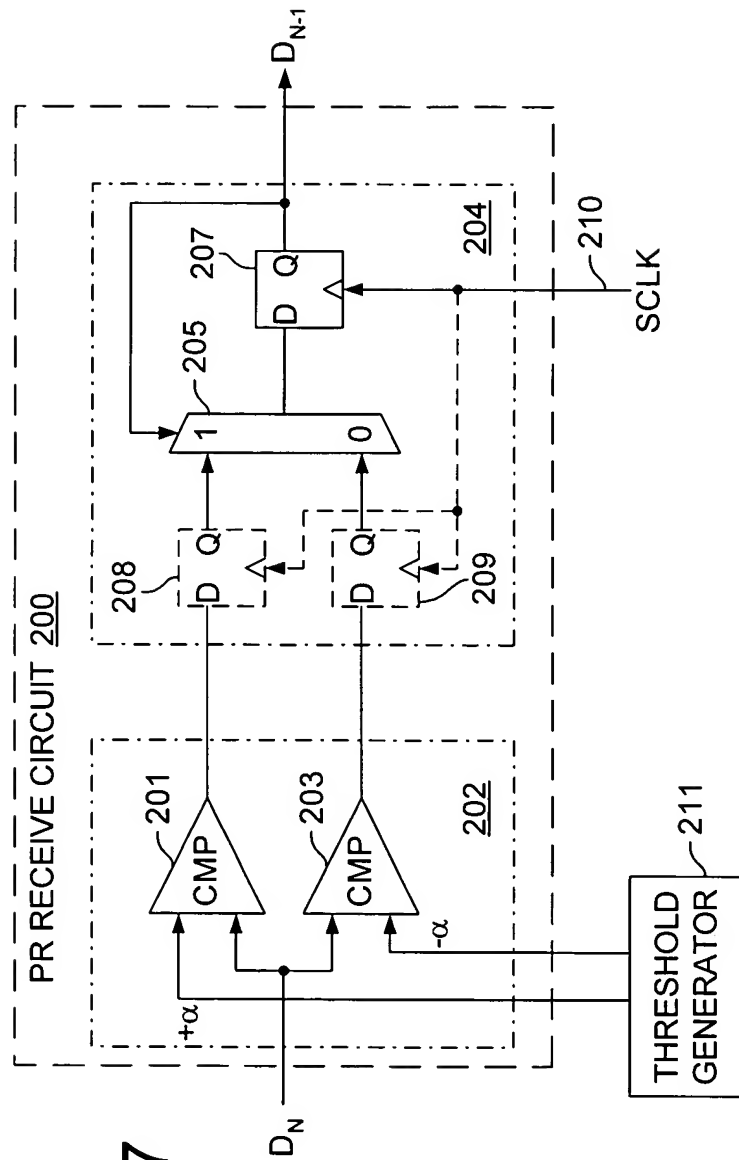 7
PR RECEIVE CIRCUIT 200
D_N
+α
-α
201
CMP
203
CMP
202
208
D Q
209
D Q
205
1
0
207
D Q
204
D_{N-1}
210
SCLK
THRESHOLD
GENERATOR
211